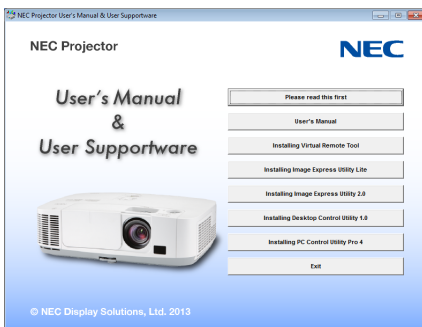 NEC Projector User's Manual & User Supportware
NEC Projector
NEC
User's Manual
&
User Supportware
Please read this first
User's Manual
Installing Virtual Remote Tool
Installing Image Express Utility Lite
Installing Image Express Utility 2.0
Installing Desktop Control Utility 1.0
Installing PC Control Utility Pro 4
Exit
© NEC Display Solutions, Ltd. 2013